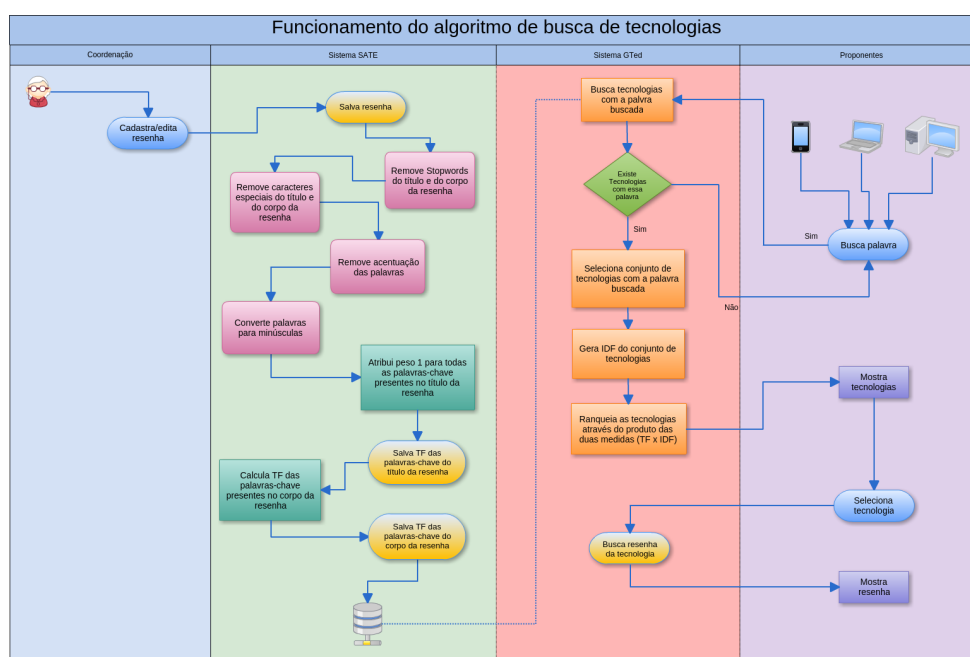 Funcionamento do algoritmo de busca de tecnologias
Coordenação
Sistema SATE
Sistema GTed
Proponentes
Cadastra/edita
resenha
Salva resenha
Remove Stopwords
do título e do corpo
da resenha
Remove caracteres
especiais do título e
do corpo da
resenha
Remove acentuação
das palavras
Converte palavras
para minúsculas
Atribui peso 1 para todas
as palavras-chave
presentes no título da
resenha
Salva TF das
palavras-chave do
título da resenha
Calcula TF das
palavras-chave
presentes no corpo da
resenha
Salva TF das
palavras-chave do
corpo da resenha
Busca tecnologias
com a palvra
buscada
Existe
Tecnologias
com essa
palavra
Sim
Seleciona conjunto de
tecnologias com a palavra
buscada
Gera IDF do conjunto de
tecnologias
Ranqueia as tecnologias
através do produto das
duas medidas (TF x IDF)
Busca resenha
da tecnologia
Sim
Busca palavra
Não
Mostra
tecnologias
Seleciona
tecnologia
Mostra
resenha